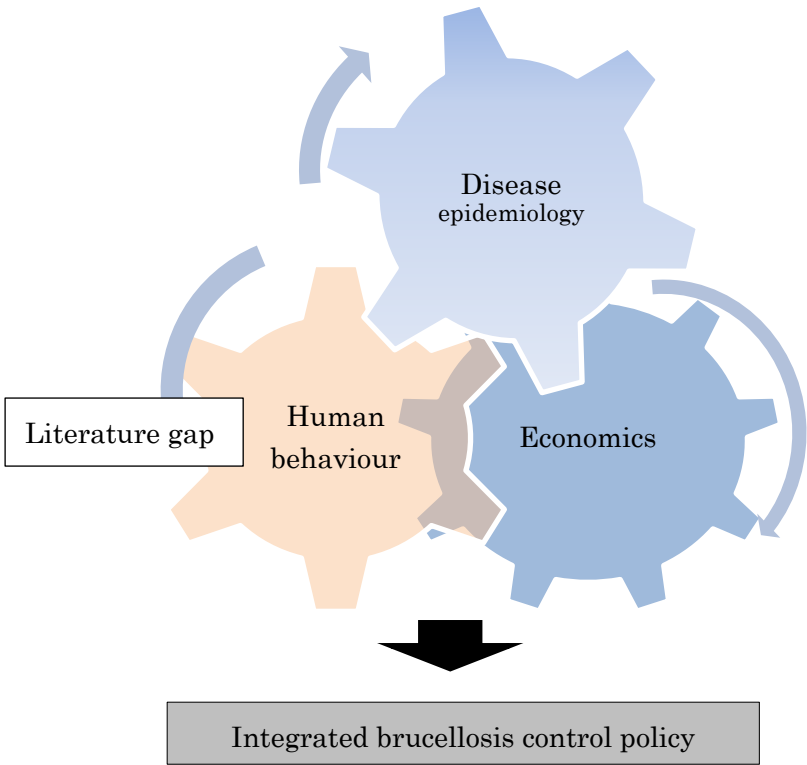 Disease
epidemiology
Literature gap
Human
behaviour
Economics
Integrated brucellosis control policy